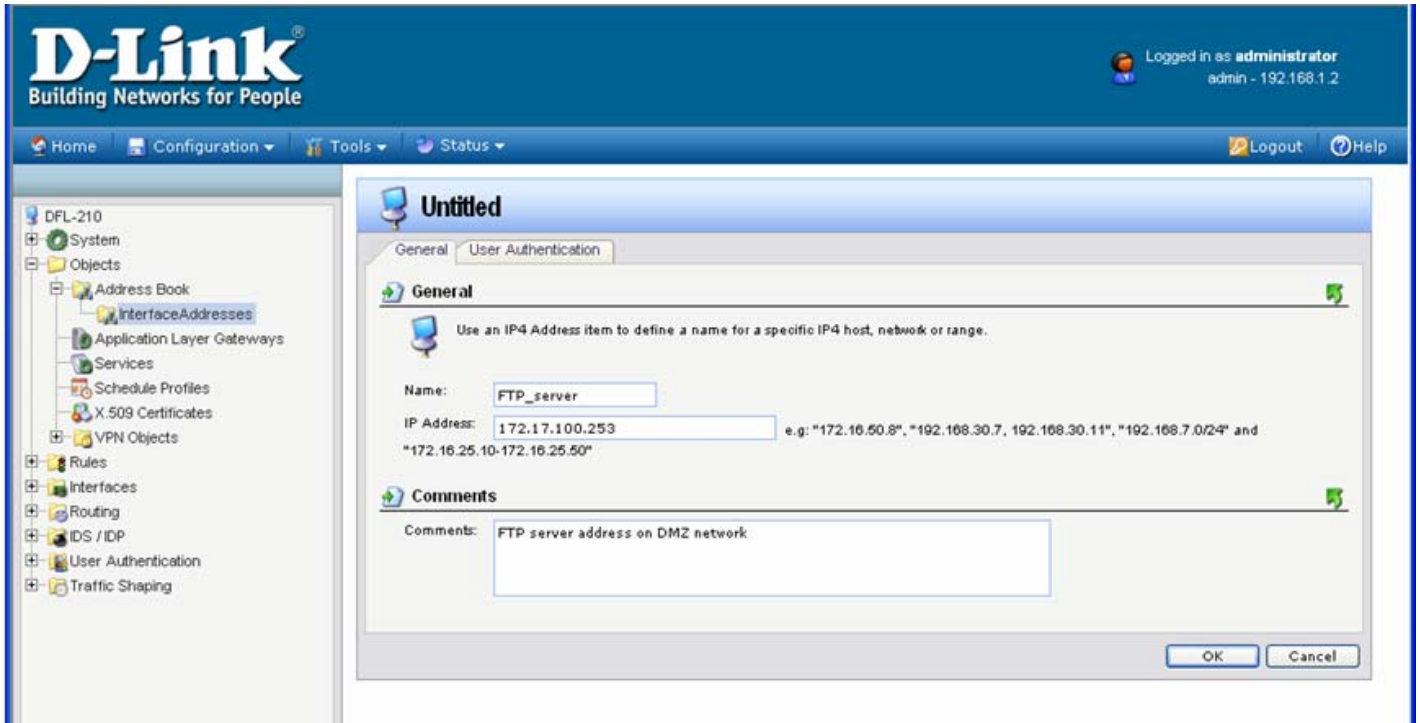 D-Link®
Building Networks for People
Logged in as administrator
admin - 192.168.1.2
Home Configuration Tools Status Logout Help
DFL-210
System
Objects
Address Book
InterfaceAddresses
Application Layer Gateways
Services
Schedule Profiles
X.509 Certificates
VPN Objects
Rules
Interfaces
Routing
IDS / IDP
User Authentication
Traffic Shaping
Untitled
General User Authentication
General
Use an IP4 Address item to define a name for a specific IP4 host, network or range.
Name: FTP_server
IP Address: 172.17.100.253 e.g: "172.16.50.8", "192.168.30.7, 192.168.30.11", "192.168.7.0/24" and
"172.16.25.10-172.16.25.50"
Comments
Comments: FTP server address on DMZ network
OK Cancel